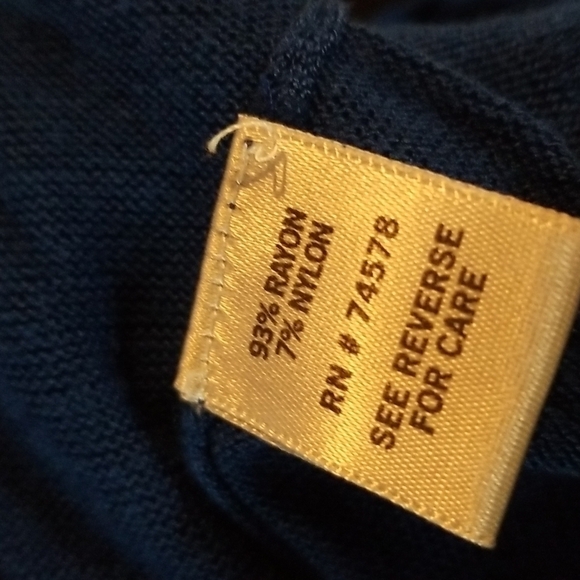 93% RAYON
7% NYLON
RN # 74578
SEE REVERSE
FOR CARE